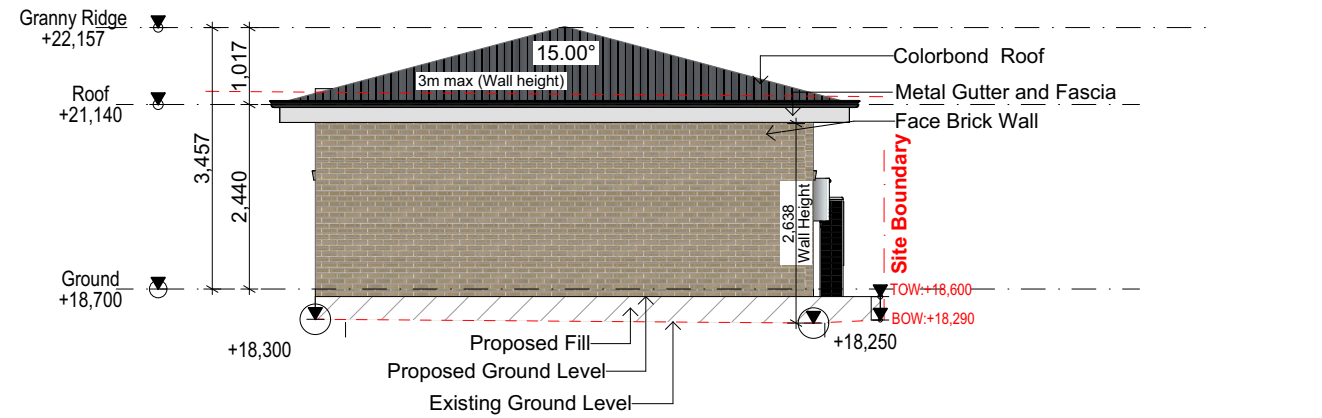 Granny Ridge
+22,157
1,017
15.00°
Colorbond Roof
3m max (Wall height)
Roof
+21,140
Metal Gutter and Fascia
Face Brick Wall
3,457
2,440
2,638
Wall Height
Site Boundary
Ground
+18,700
TOW:+18,600
BOW:+18,290
+18,300
+18,250
Proposed Fill
Proposed Ground Level
Existing Ground Level